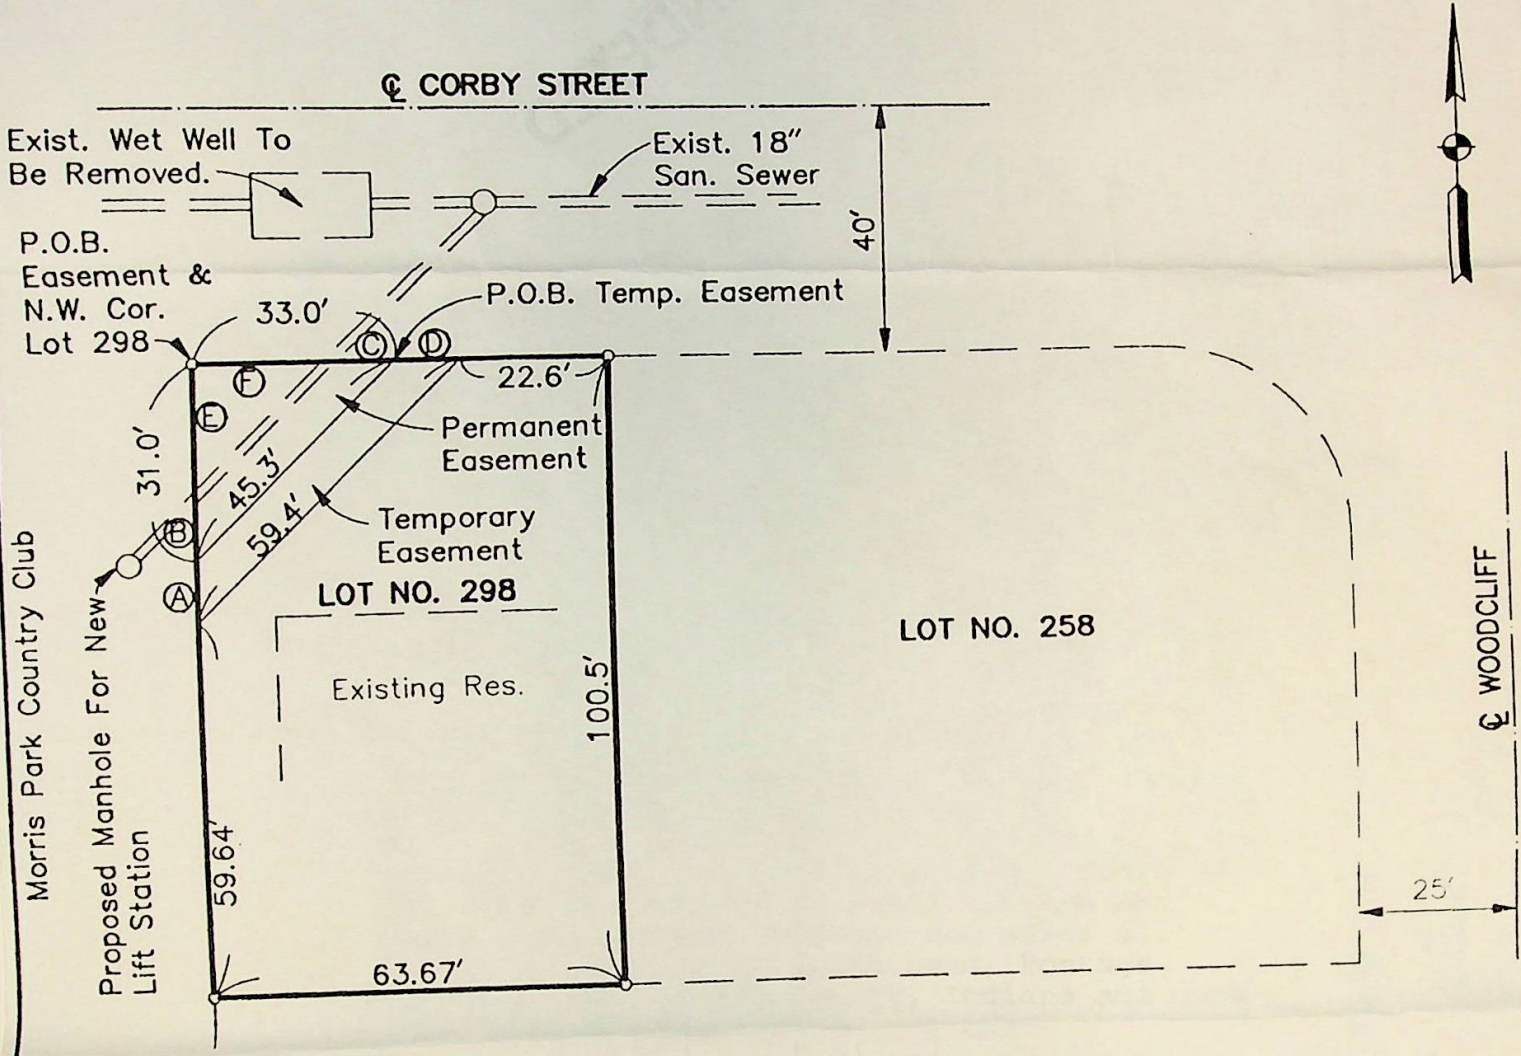 ℄ CORBY STREET
Exist. Wet Well To
Be Removed.
Exist. 18"
San. Sewer
40'
P.O.B.
Easement &
N.W. Cor.
Lot 298
33.0'
P.O.B. Temp. Easement
C
D
F
E
22.6'
Permanent
Easement
31.0'
45.3'
59.4'
Temporary
Easement
B
A
LOT NO. 298
Existing Res.
100.5'
LOT NO. 258
℄ WOODCLIFF
25'
Morris Park Country Club
Proposed Manhole For New
Lift Station
59.64'
63.67'